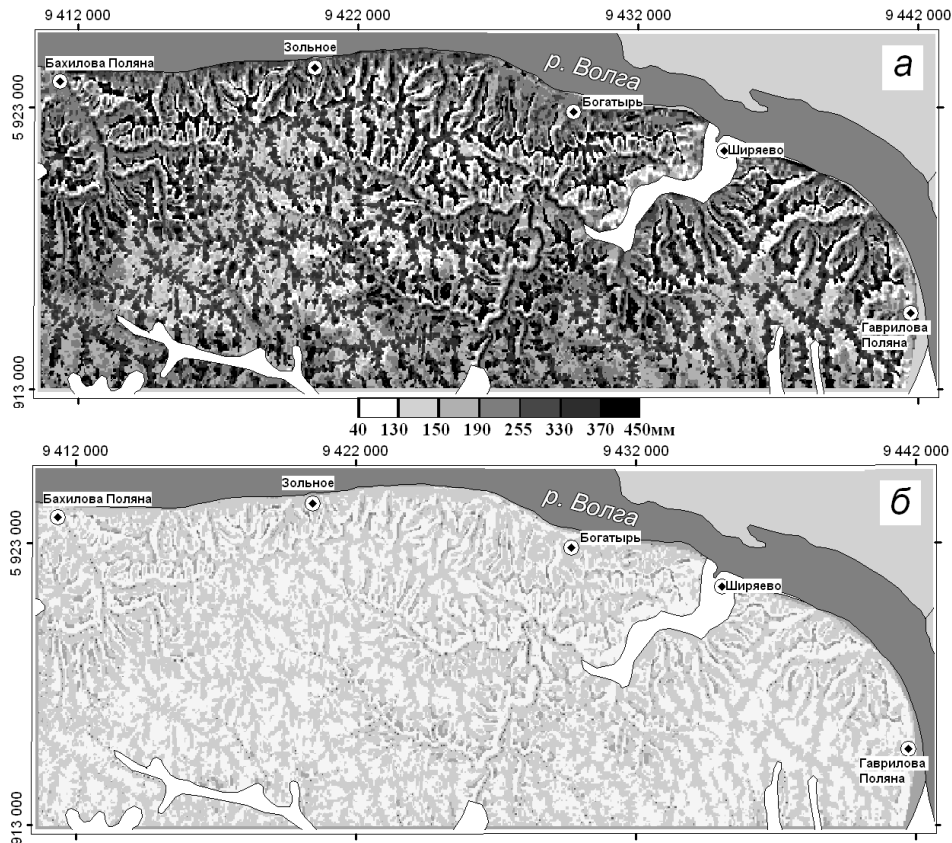 9 412 000 9 422 000 9 432 000 9 442 000
Зольное
Бахилова Поляна
р. Волга
а
Богатырь
5 923 000
Ширяево
Гаврилова
Поляна
913 000
40 130 150 190 255 330 370 450мм
9 412 000 9 422 000 9 432 000 9 442 000
Зольное
Бахилова Поляна
р. Волга
б
Богатырь
5 923 000
Ширяево
Гаврилова
Поляна
913 000